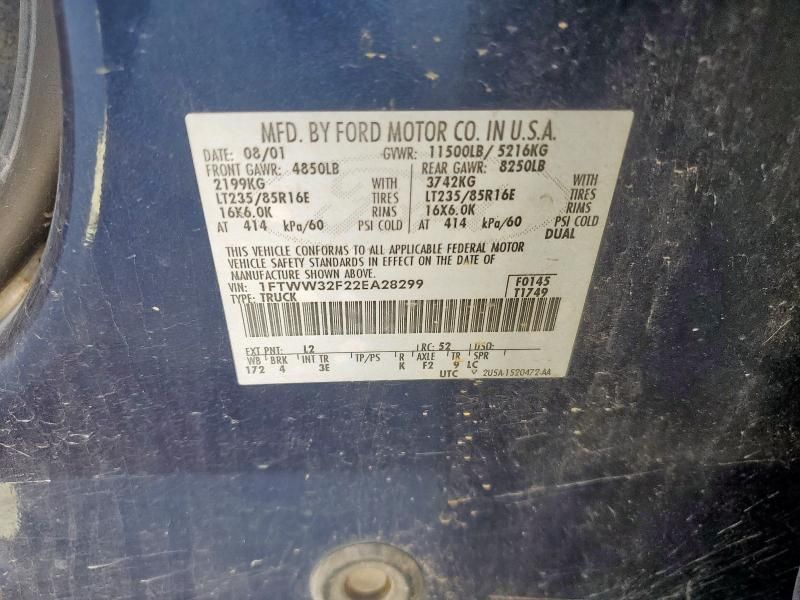 MFD. BY FORD MOTOR CO. IN U.S.A.
DATE: 08/01 GVWR: 11500LB/ 5216KG
FRONT GAWR: 4850LB REAR GAWR: 8250LB
2199KG WITH 3742KG WITH
LT235/85R16E TIRES LT235/85R16E TIRES
16X6.0K RIMS 16X6.0K RIMS
AT 414 kPa/60 PSI COLD AT 414 kPa/60 PSI COLD
DUAL
THIS VEHICLE CONFORMS TO ALL APPLICABLE FEDERAL MOTOR
VEHICLE SAFETY STANDARDS IN EFFECT ON THE DATE OF
MANUFACTURE SHOWN ABOVE.
VIN: 1FTWW32F22EA28299 F0145
TYPE: TRUCK T1749
EXT PNT: L2 RC: 52 DSO:
WB BRK INT TR TP/PS R AXLE TR SPR
172 4 3E K F2 9 LC
UTC 2U5A-1520472-AA